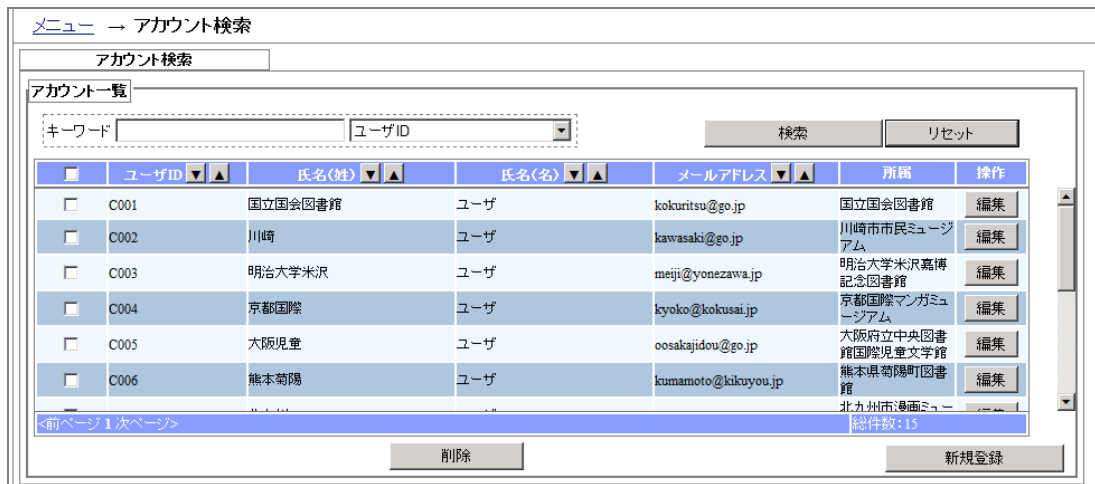 メニュー → アカウント検索
アカウント検索
アカウント一覧
キーワード ユーザID 検索 リセット
ユーザID ▼ ▲ 氏名(姓) ▼ ▲ 氏名(名) ▼ ▲ メールアドレス ▼ ▲ 所属 操作
C001 国立国会図書館 ユーザ kokuritsu@go.jp 国立国会図書館 編集
C002 川崎 ユーザ kawasaki@go.jp 川崎市市民ミュージ
アム 編集
C003 明治大学米沢 ユーザ meiji@yonezawa.jp 明治大学米沢嘉博
記念図書館 編集
C004 京都国際 ユーザ kyoko@kokusai.jp 京都国際マンガミュ
ージアム 編集
C005 大阪児童 ユーザ oosakajidou@go.jp 大阪府立中央図書
館国際児童文学館 編集
C006 熊本菊陽 ユーザ kumamoto@kikuyou.jp 熊本県菊陽町図書
館 編集
北九州市漫画ミュー
<前ページ 1 次ページ> 総件数:15
削除 新規登録